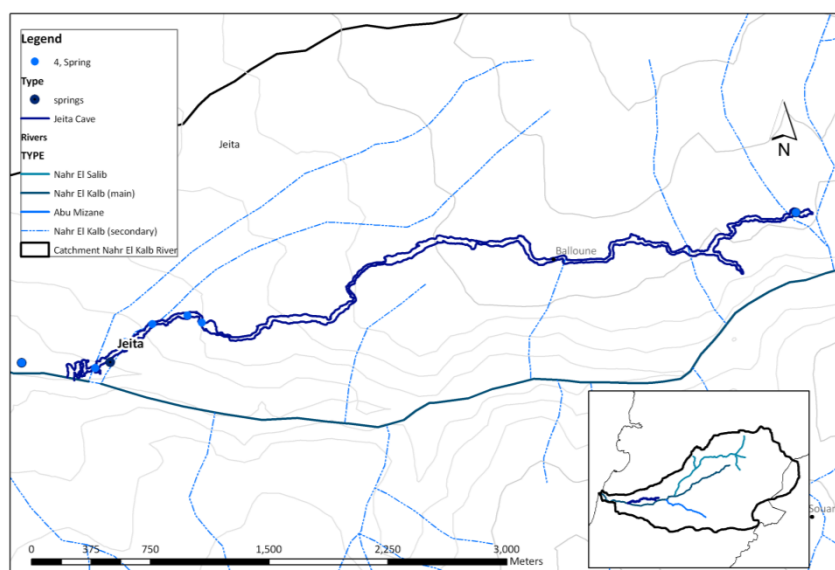 Legend
4, Spring
Type
springs
Jeita Cave
Rivers
TYPE
Nahr El Salib
Nahr El Kalb (main)
Abu Mizane
Nahr El Kalb (secondary)
Catchment Nahr El Kalb River
Jeita
N
Balloune
Jeita
Souar
0 375 750 1,500 2,250 3,000
Meters